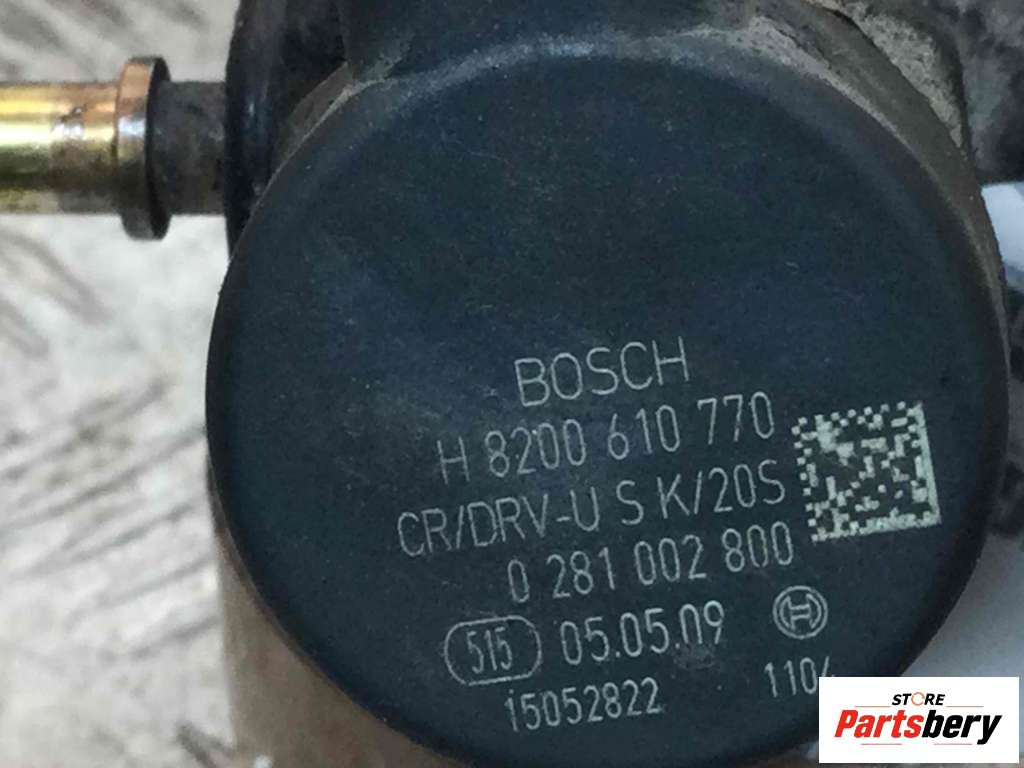 BOSCH
H 8200 610 770
CR/DRV-U S K/20S
0 281 002 800
515 05.05.09
15052822
STORE
Partsbery